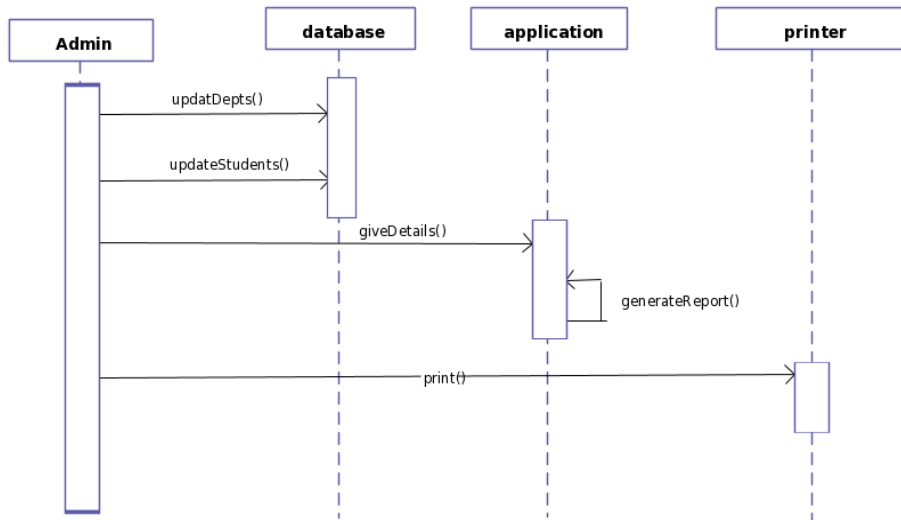 Admin
database
application
printer
updatDepts()
updateStudents()
giveDetails()
generateReport()
print()